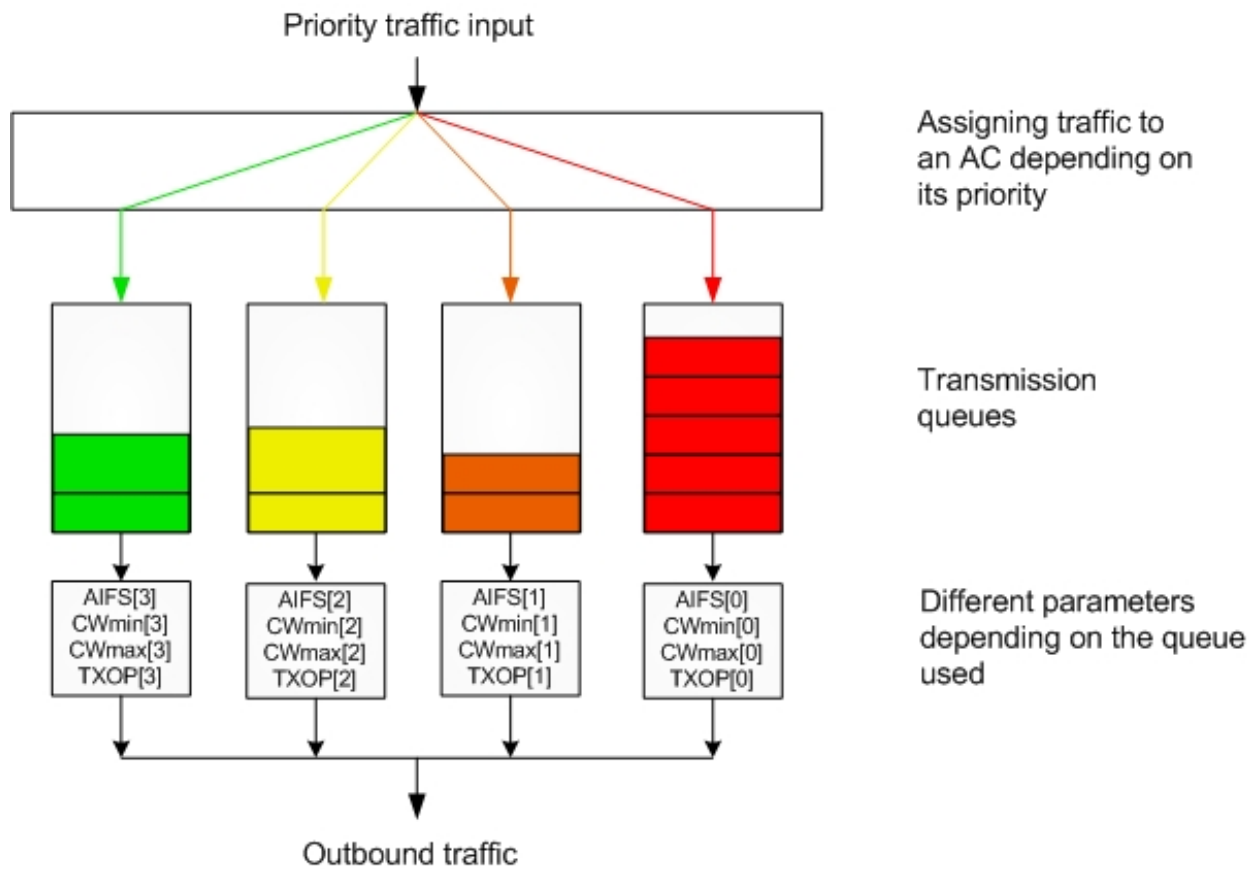 Priority traffic input
Assigning traffic to
an AC depending on
its priority
Transmission
queues
AIFS[3]
CWmin[3]
CWmax[3]
TXOP[3]
AIFS[2]
CWmin[2]
CWmax[2]
TXOP[2]
AIFS[1]
CWmin[1]
CWmax[1]
TXOP[1]
AIFS[0]
CWmin[0]
CWmax[0]
TXOP[0]
Different parameters
depending on the queue
used
Outbound traffic